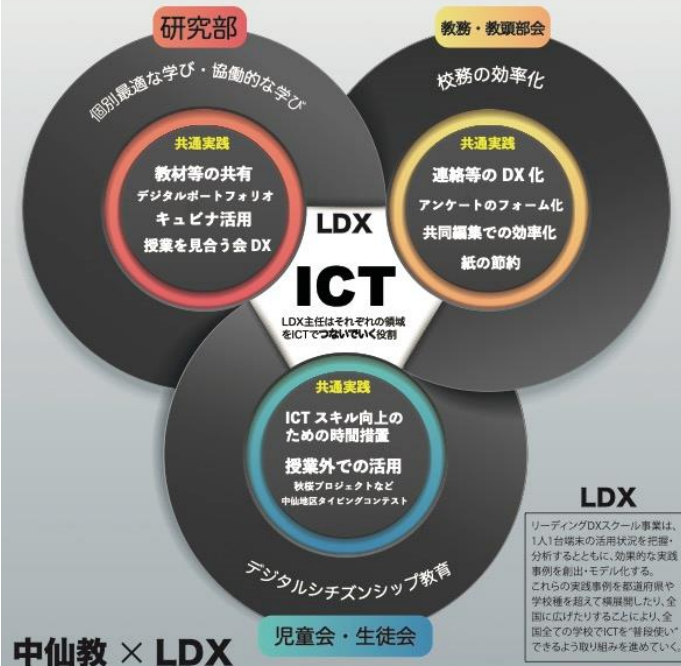 研究部
個別最適な学び・協働的な学び
共通実践
教材等の共有
デジタルポートフォリオ
キュビナ活用
授業を見合う会 DX
教務・教頭部会
校務の効率化
共通実践
連絡等の DX 化
アンケートのフォーム化
共同編集での効率化
紙の節約
LDX
ICT
LDX主任はそれぞれの領域
をICTでつないでいく役割
共通実践
ICT スキル向上の
ための時間措置
授業外での活用
秋桜プロジェクトなど
中仙地区タイピングコンテスト
デジタルシチズンシップ教育
児童会・生徒会
中仙教 × LDX
LDX
リーディングDXスクール事業は、
1人1台端末の活用状況を把握・
分析するとともに、効果的な実践
事例を創出・モデル化する。
これらの実践事例を都道府県や
学校種を超えて横展開したり、全
国に広げたりすることにより、全
国全ての学校でICTを“普段使い”
できるよう取り組みを進めていく。